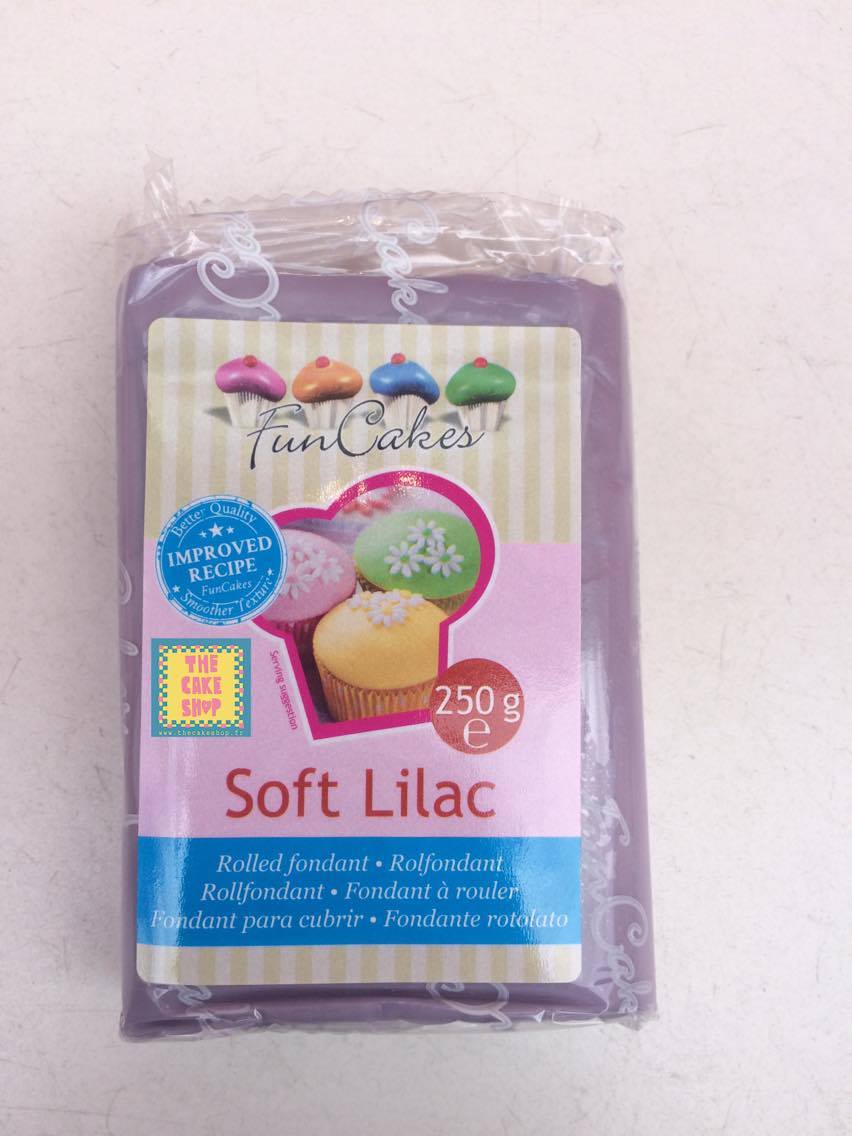 FunCakes
Better Quality
IMPROVED
RECIPE
FunCakes
Smoother Texture
THE
CAKE
SHOP
www.thecakeshop.fr
Serving suggestion
250 g
e
Soft Lilac
Rolled fondant • Rolfondant
Rollfondant • Fondant à rouler
Fondant para cubrir • Fondante rotolato